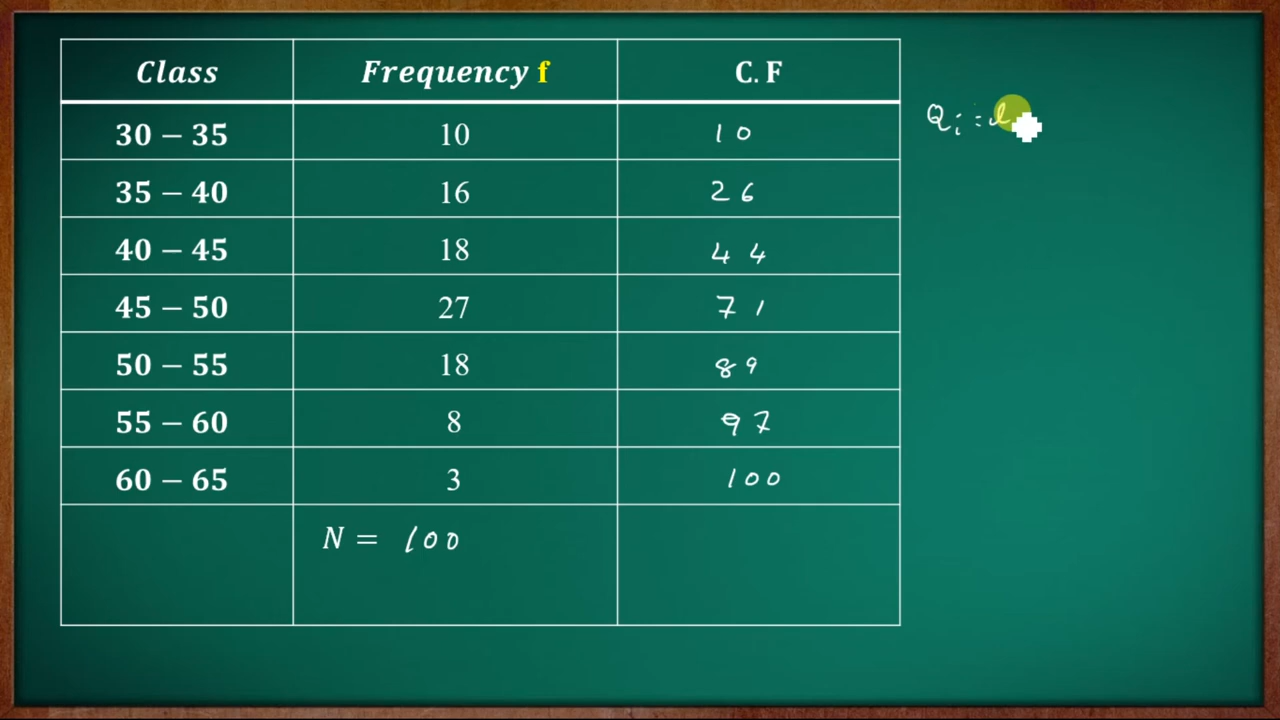 Class Frequency f C. F
30 – 35 10 10
35 – 40 16 26
40 – 45 18 44
45 – 50 27 71
50 – 55 18 89
55 – 60 8 97
60 – 65 3 100
N = 100
Qi = l